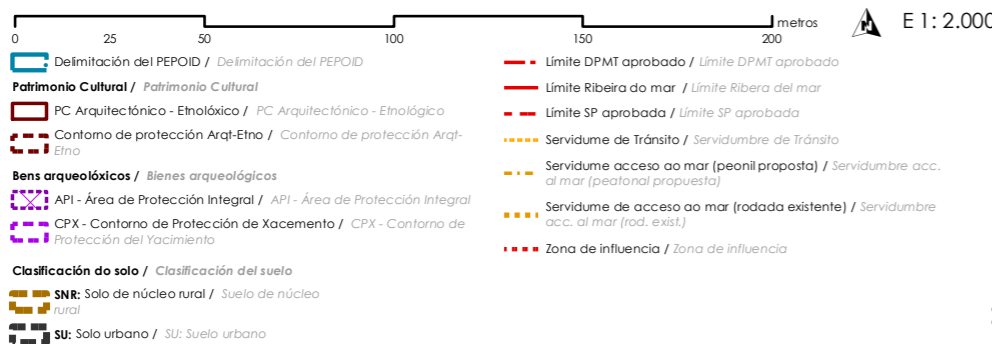 metros
E 1: 2.000
0 25 50 100 150 200
Delimitación del PEPOID / Delimitación del PEPOID
Patrimonio Cultural / Patrimonio Cultural
PC Arquitectónico - Etnolóxico / PC Arquitectónico - Etnológico
Contorno de protección Arqt-Etno / Contorno de protección Arqt-
Etno
Bens arqueolóxicos / Bienes arqueológicos
API - Área de Protección Integral / API - Área de Protección Integral
CPX - Contorno de Protección de Xacemento / CPX - Contorno de
Protección del Yacimiento
Clasificación do solo / Clasificación del suelo
SNR: Solo de núcleo rural / Suelo de núcleo
rural
SU: Solo urbano / SU: Suelo urbano
Límite DPMT aprobado / Límite DPMT aprobado
Límite Ribeira do mar / Límite Ribera del mar
Límite SP aprobada / Límite SP aprobada
Servidume de Tránsito / Servidumbre de Tránsito
Servidume acceso ao mar (peonil proposta) / Servidumbre acc.
al mar (peatonal propuesta)
Servidume de acceso ao mar (rodada existente) / Servidumbre
acc. al mar (rod. exist.)
Zona de influencia / Zona de influencia